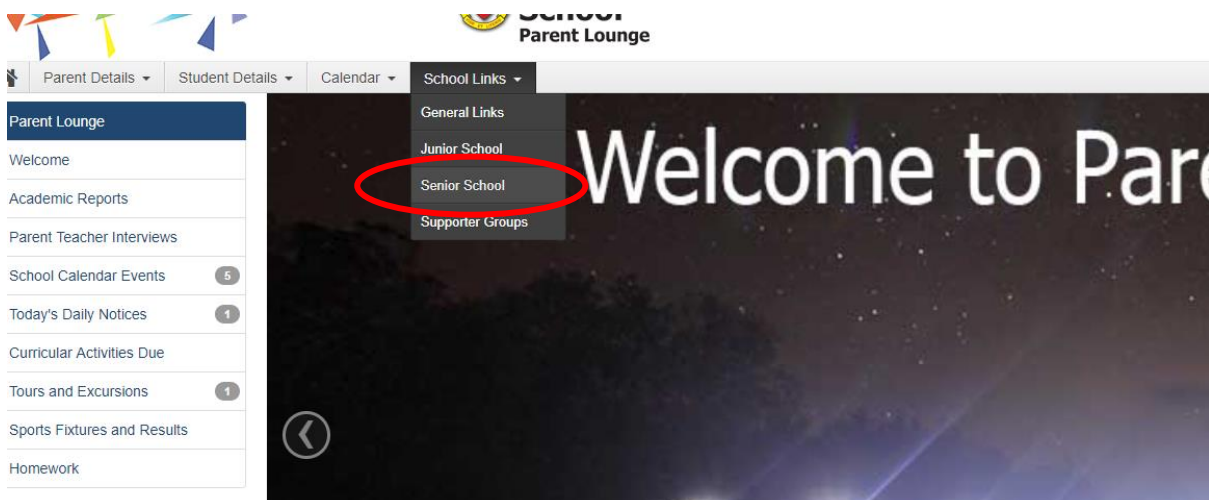 School
Parent Lounge
Parent Details
Student Details
Calendar
School Links
General Links
Junior School
Senior School
Supporter Groups
Parent Lounge
Welcome
Academic Reports
Parent Teacher Interviews
School Calendar Events 5
Today's Daily Notices 1
Curricular Activities Due
Tours and Excursions 1
Sports Fixtures and Results
Homework
Welcome to Pare